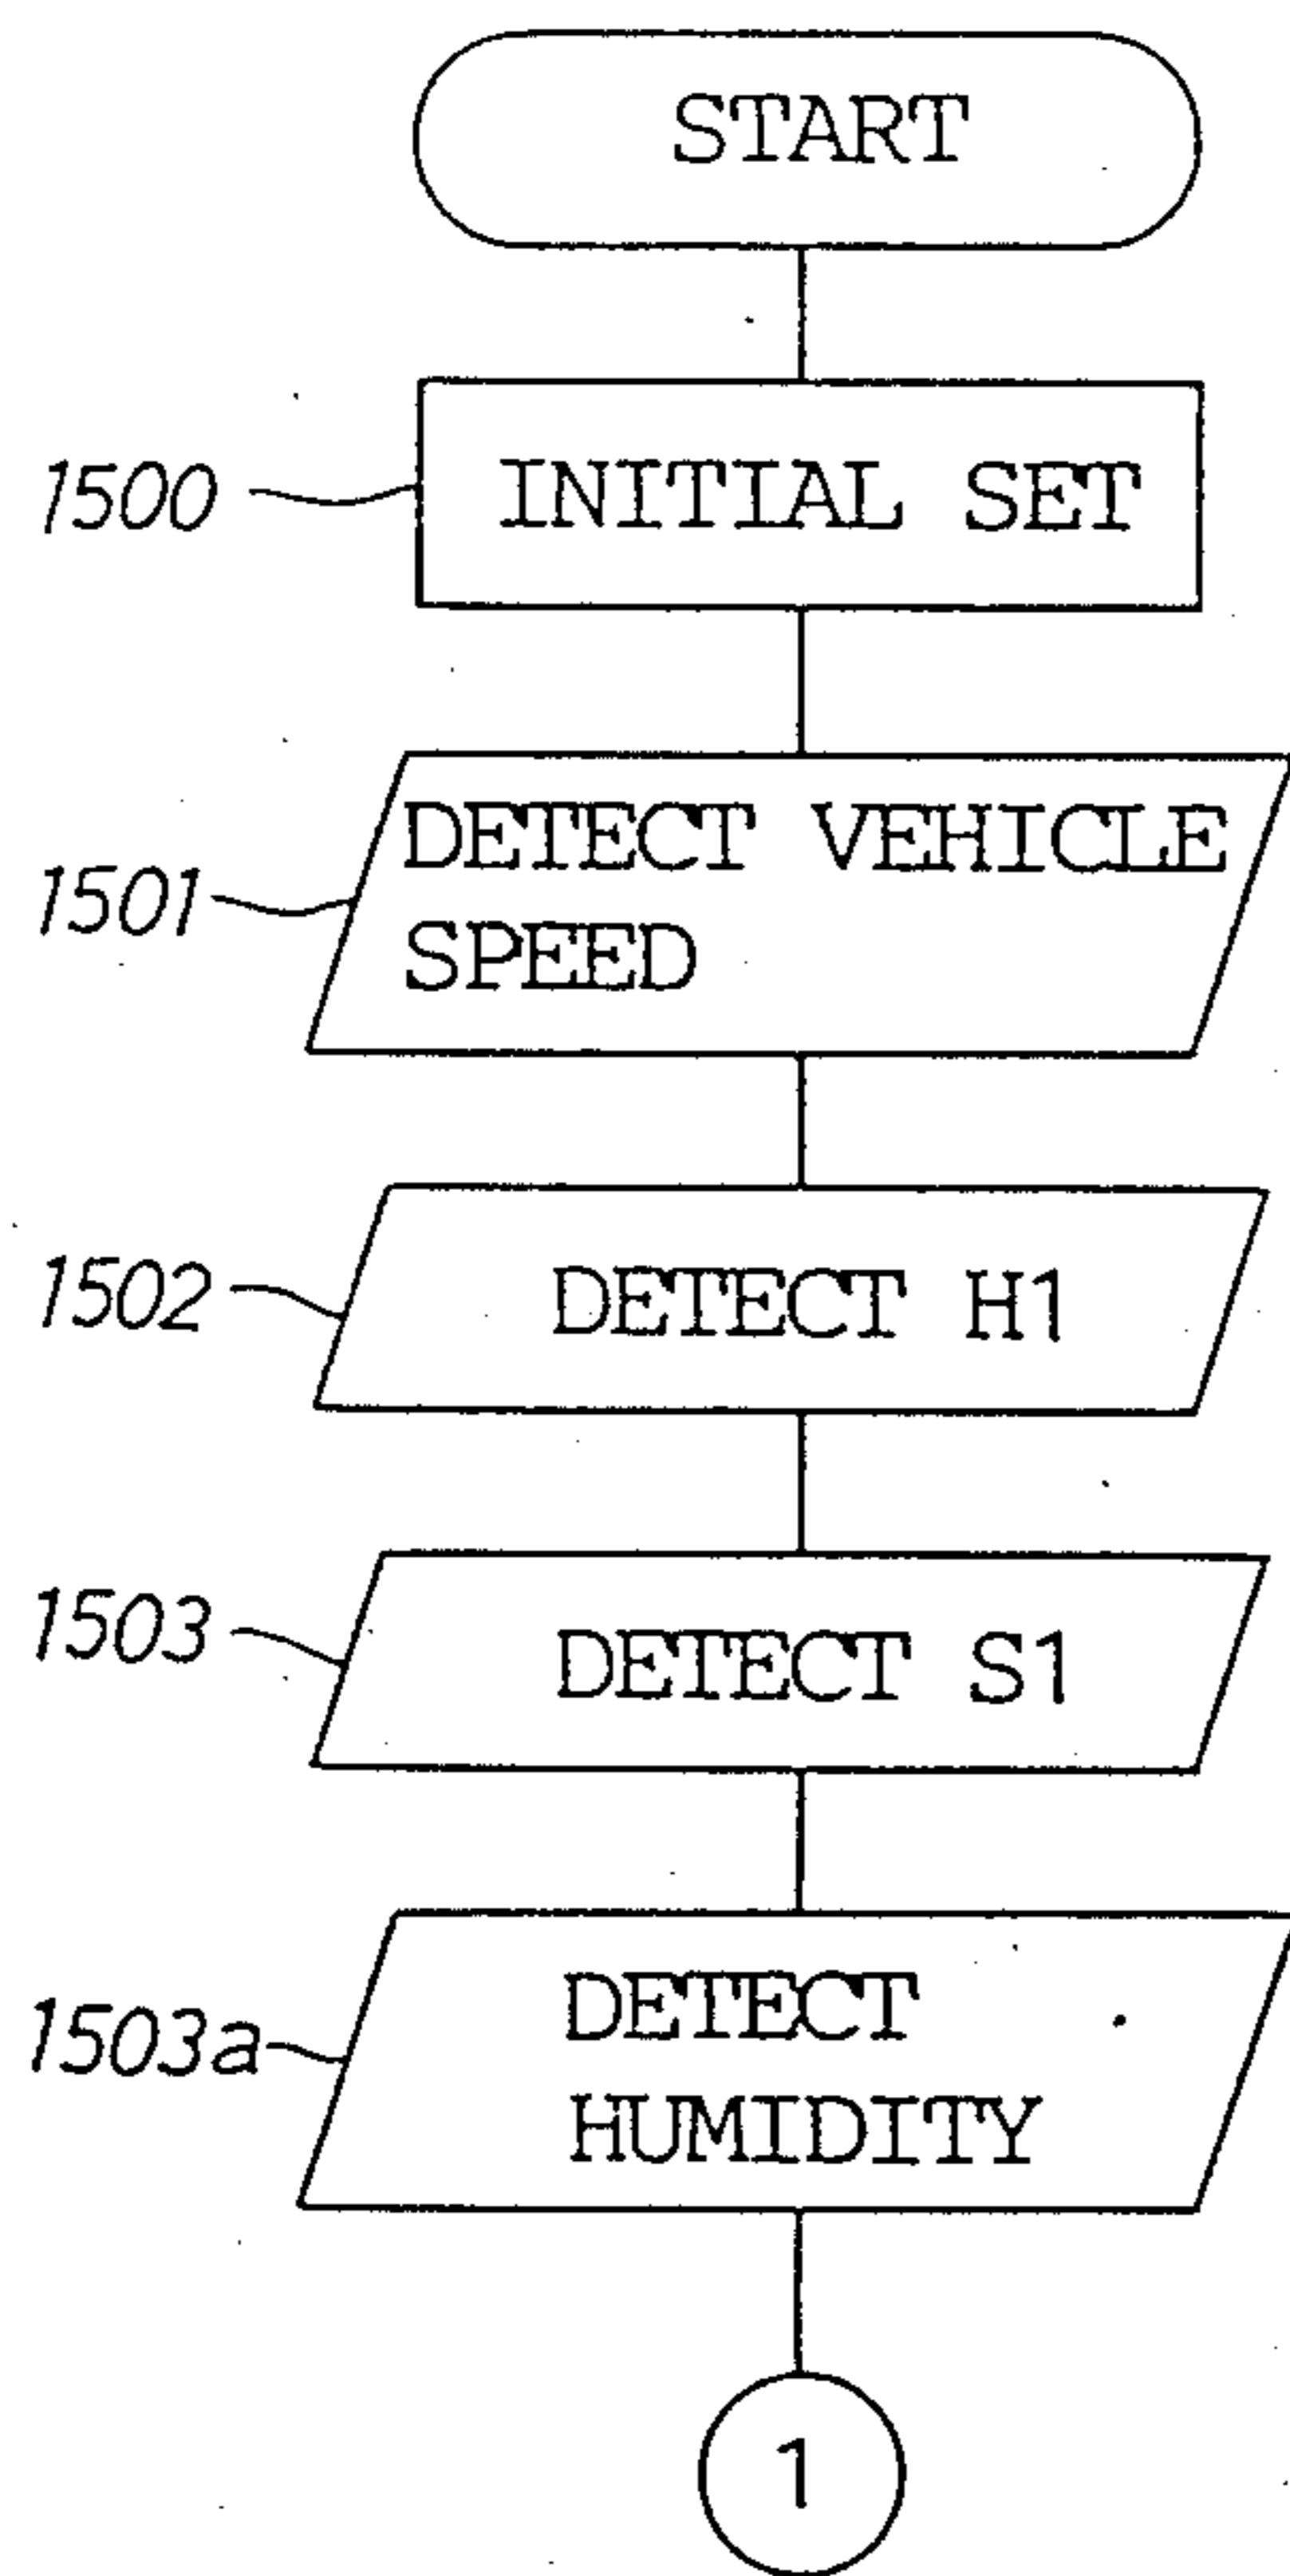 START
1500
INITIAL SET
1501
DETECT VEHICLE
SPEED
1502
DETECT H1
1503
DETECT S1
1503a
DETECT
HUMIDITY
1